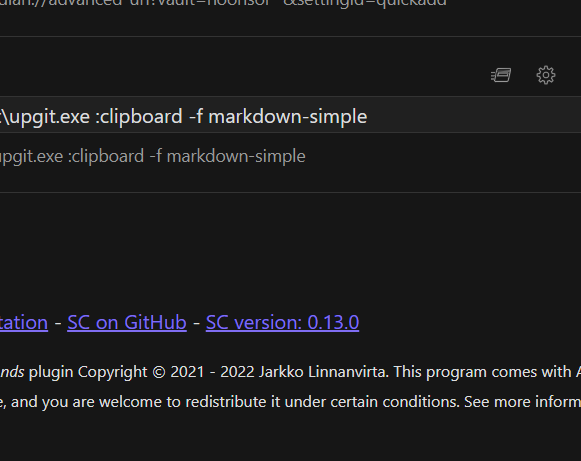 dian://advanced-uri?vault=noonsol &settingid=quickadd
\upgit.exe :clipboard -f markdown-simple
upgit.exe :clipboard -f markdown-simple
tation - SC on GitHub - SC version: 0.13.0
nds plugin Copyright © 2021 - 2022 Jarkko Linnanvirta. This program comes with A
e, and you are welcome to redistribute it under certain conditions. See more inform